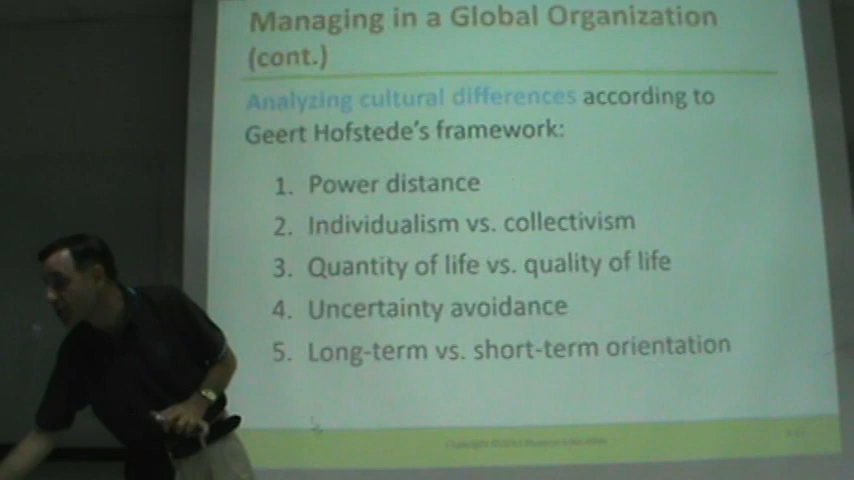 Managing in a Global Organization
(cont.)
Analyzing cultural differences according to
Geert Hofstede's framework:
1. Power distance
2. Individualism vs. collectivism
3. Quantity of life vs. quality of life
4. Uncertainty avoidance
5. Long-term vs. short-term orientation